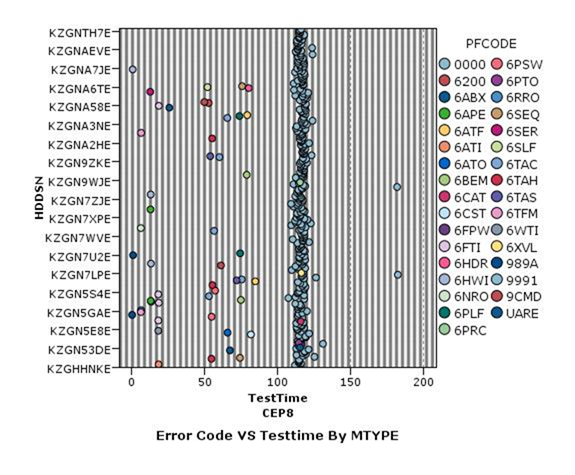 KZGNTH7E
KZGNAEVE
KZGNA7JE
KZGNA6TE
KZGNA58E
KZGNA3NE
KZGNA2HE
KZGN9ZKE
KZGN9WJE
KZGN7ZJE
KZGN7XPE
KZGN7WVE
KZGN7U2E
KZGN7LPE
KZGN5S4E
KZGN5GAE
KZGN5E8E
KZGN53DE
KZGHHNKE
HDDSN
0 50 100 150 200
TestTime
CEP8
Error Code VS Testtime By MTYPE
PFCODE
0000 6PSW
6200 6PTO
6ABX 6RRO
6APE 6SEQ
6ATF 6SER
6ATI 6SLF
6ATO 6TAC
6BEM 6TAH
6CAT 6TAS
6CST 6TFM
6FPW 6WTI
6FTI 6XVL
6HDR 989A
6HWI 9991
6NRO 9CMD
6PLF UARE
6PRC